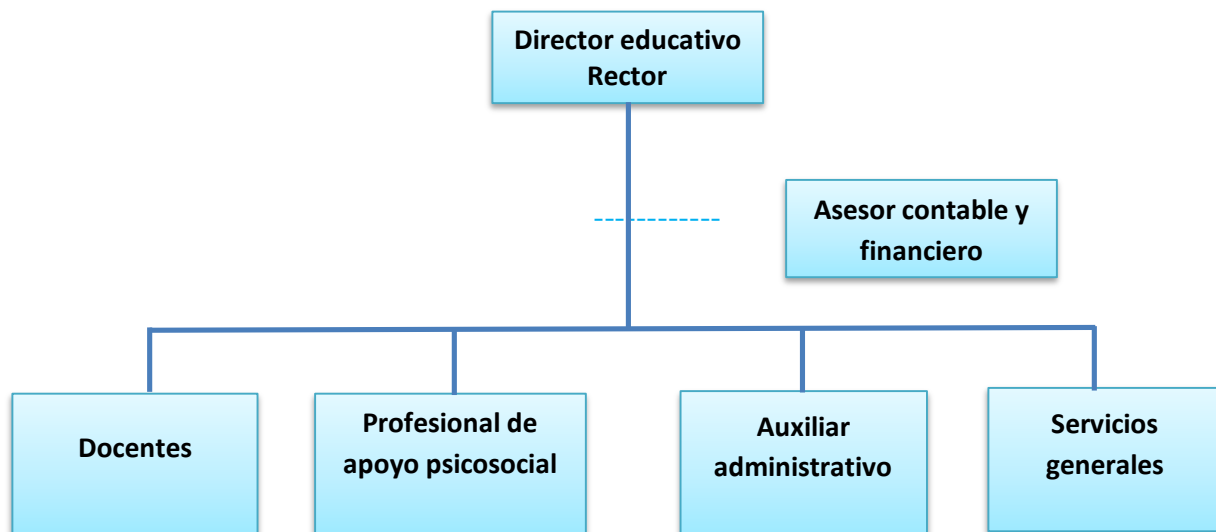 Director educativo
Rector
Asesor contable y
financiero
Docentes
Profesional de
apoyo psicosocial
Auxiliar
administrativo
Servicios
generales